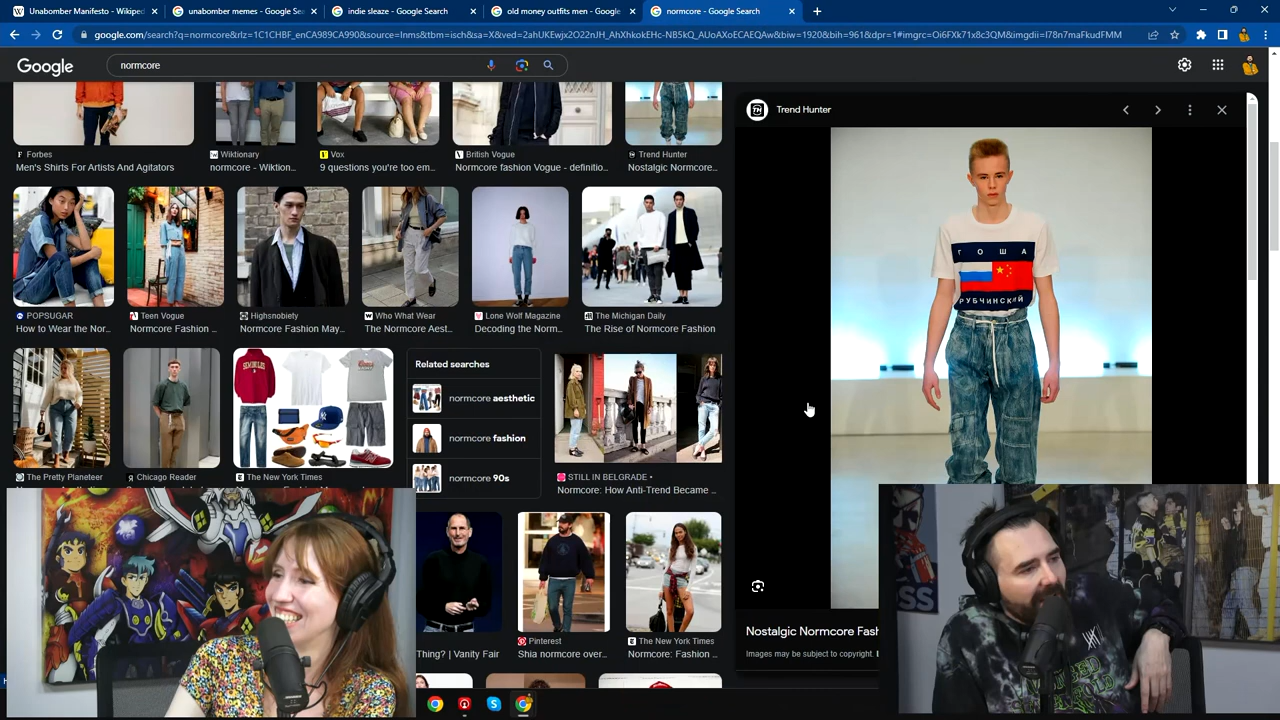 Unabomber Manifesto - Wikiped
unabomber memes - Google Sea
indie sleaze - Google Search
old money outfits men - Google
normcore - Google Search
google.com/search?q=normcore&rlz=1C1CHBF_enCA989CA990&source=lnms&tbm=isch&sa=X&ved=2ahUKEwjx2O22nJH_AhXhkokEHc-NB5kQ_AUoAXoECAEQAw&biw=1920&bih=961&dpr=1#imgrc=Oi6FXk71x8c3QM&imgdii=I78n7maFkudFMM
Google
normcore
TH
Trend Hunter
F Forbes
Men's Shirts For Artists And Agitators
W Wiktionary
normcore - Wiktion...
V Vox
9 questions you're too em...
V British Vogue
Normcore fashion Vogue - definitio...
Trend Hunter
Nostalgic Normcore...
Г О Ш А
РУБЧИНСКИЙ
POPSUGAR
How to Wear the Nor...
Teen Vogue
Normcore Fashion ...
Highsnobiety
Normcore Fashion May...
W Who What Wear
The Normcore Aest...
Lone Wolf Magazine
Decoding the Norm...
The Michigan Daily
The Rise of Normcore Fashion
SEMINOLES
Related searches
normcore aesthetic
normcore fashion
normcore 90s
The Pretty Planeteer
Chicago Reader
The New York Times
STILL IN BELGRADE •
Normcore: How Anti-Trend Became ...
Thing? | Vanity Fair
Pinterest
Shia normcore over...
The New York Times
Normcore: Fashion ...
Nostalgic Normcore Fash
Images may be subject to copyright.